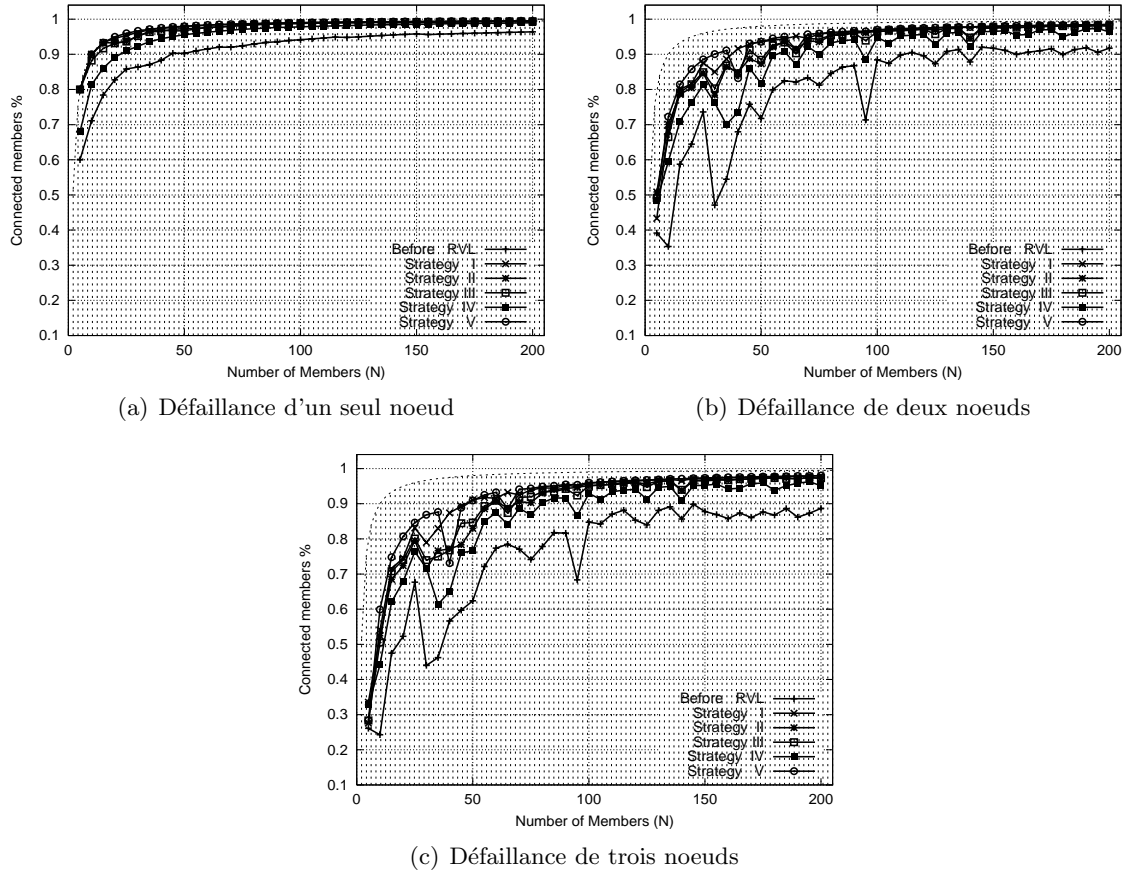 1
0.9
0.8
0.7
0.6
0.5
0.4
0.3
0.2
0.1
Connected members %
Before RVL
Strategy I
Strategy II
Strategy III
Strategy IV
Strategy V
0 50 100 150 200
Number of Members (N)
(a) Défaillance d'un seul noeud
1
0.9
0.8
0.7
0.6
0.5
0.4
0.3
0.2
0.1
Connected members %
Before RVL
Strategy I
Strategy II
Strategy III
Strategy IV
Strategy V
0 50 100 150 200
Number of Members (N)
(b) Défaillance de deux noeuds
1
0.9
0.8
0.7
0.6
0.5
0.4
0.3
0.2
0.1
Connected members %
Before RVL
Strategy I
Strategy II
Strategy III
Strategy IV
Strategy V
0 50 100 150 200
Number of Members (N)
(c) Défaillance de trois noeuds